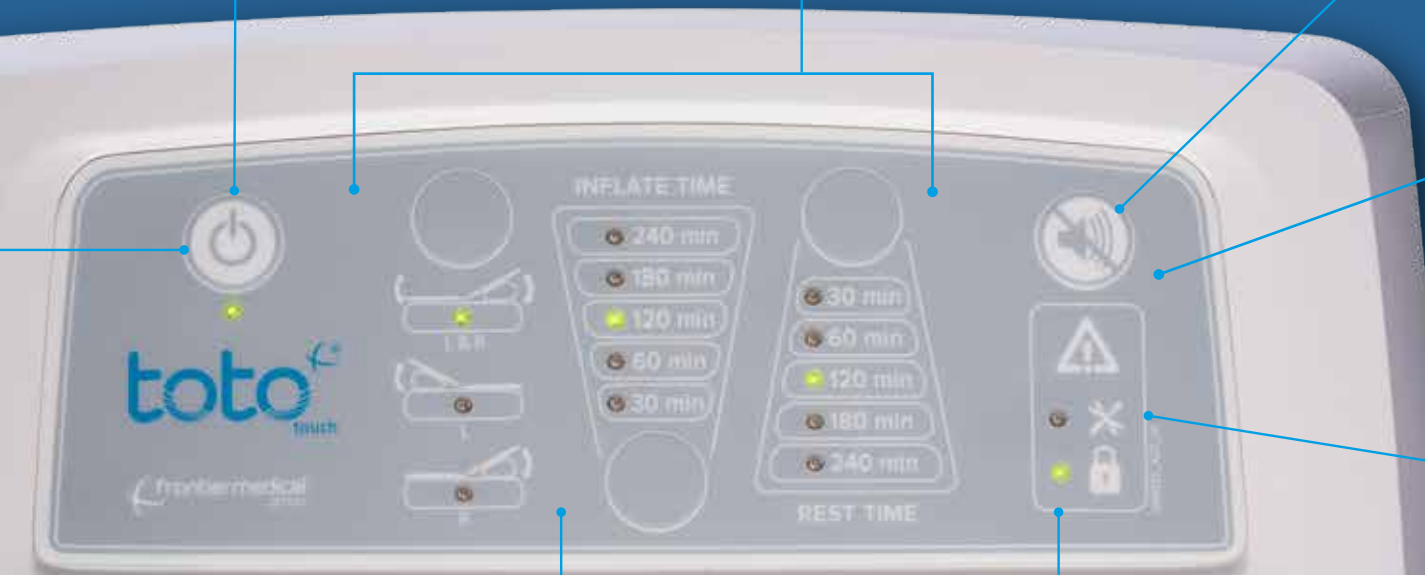 INFLATE TIME
240 min
180 min
120 min
60 min
30 min
30 min
60 min
120 min
180 min
240 min
REST TIME
L & R
L
R
toto
touch
frontiermedical